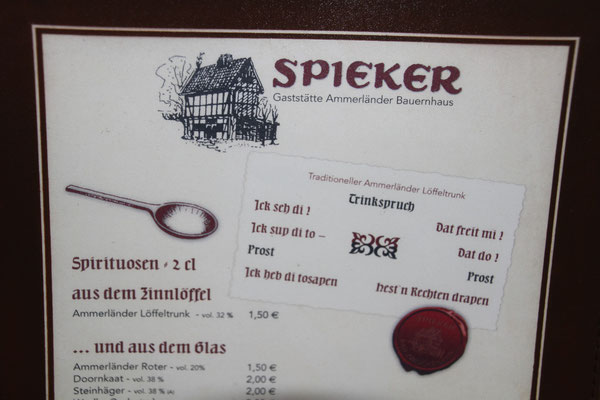 SPIEKER
Gaststätte Ammerländer Bauernhaus
Traditioneller Ammerländer Löffeltrunk
Trinkspruch
Ick seh di !
Dat freit mi !
Ick sup di to –
Dat do !
Prost
Prost
Ick heb di tosapen
hest'n Rechten drapen
Spirituosen - 2 cl
aus dem Zinnlöffel
Ammerländer Löffeltrunk - vol. 32 % 1,50 €
... und aus dem Glas
Ammerländer Roter - vol. 20% 1,50 €
Doornkaat - vol. 38 % 2,00 €
Steinhäger - vol. 38 % (A) 2,00 €
SPIEKER